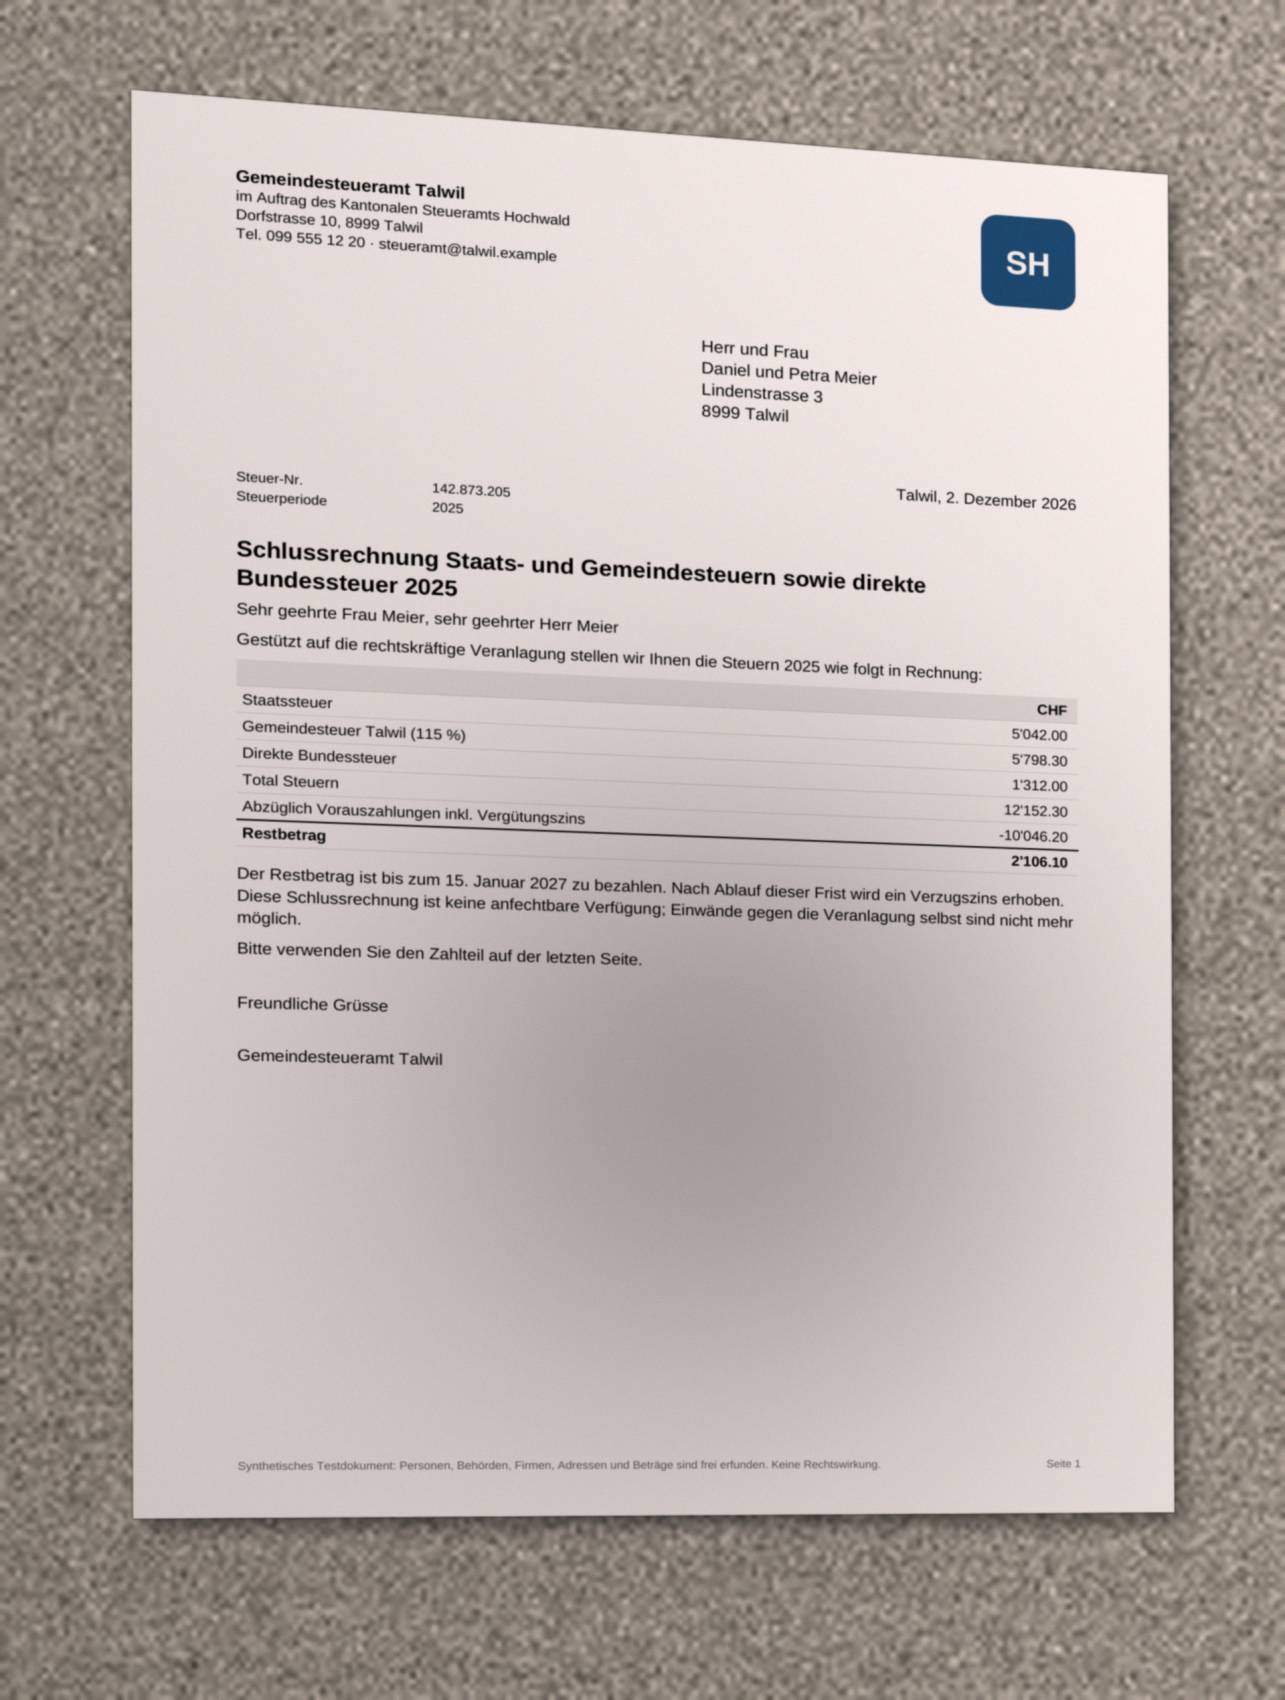 Gemeindesteueramt Talwil
im Auftrag des Kantonalen Steueramts Hochwald
Dorfstrasse 10, 8999 Talwil
Tel. 099 555 12 20 · steueramt@talwil.example
SH
Herr und Frau
Daniel und Petra Meier
Lindenstrasse 3
8999 Talwil
Steuer-Nr. 142.873.205
Steuerperiode 2025
Talwil, 2. Dezember 2026
Schlussrechnung Staats- und Gemeindesteuern sowie direkte
Bundessteuer 2025
Sehr geehrte Frau Meier, sehr geehrter Herr Meier
Gestützt auf die rechtskräftige Veranlagung stellen wir Ihnen die Steuern 2025 wie folgt in Rechnung:
CHF
Staatssteuer 5'042.00
Gemeindesteuer Talwil (115 %) 5'798.30
Direkte Bundessteuer 1'312.00
Total Steuern 12'152.30
Abzüglich Vorauszahlungen inkl. Vergütungszins -10'046.20
Restbetrag 2'106.10
Der Restbetrag ist bis zum 15. Januar 2027 zu bezahlen. Nach Ablauf dieser Frist wird ein Verzugszins erhoben.
Diese Schlussrechnung ist keine anfechtbare Verfügung; Einwände gegen die Veranlagung selbst sind nicht mehr
möglich.
Bitte verwenden Sie den Zahlteil auf der letzten Seite.
Freundliche Grüsse
Gemeindesteueramt Talwil
Synthetisches Testdokument: Personen, Behörden, Firmen, Adressen und Beträge sind frei erfunden. Keine Rechtswirkung. Seite 1